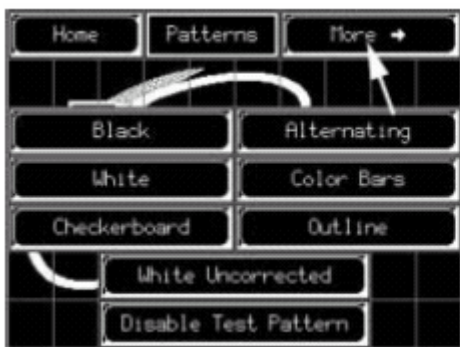 Home Patterns More →
Black Alternating
White Color Bars
Checkerboard Outline
White Uncorrected
Disable Test Pattern